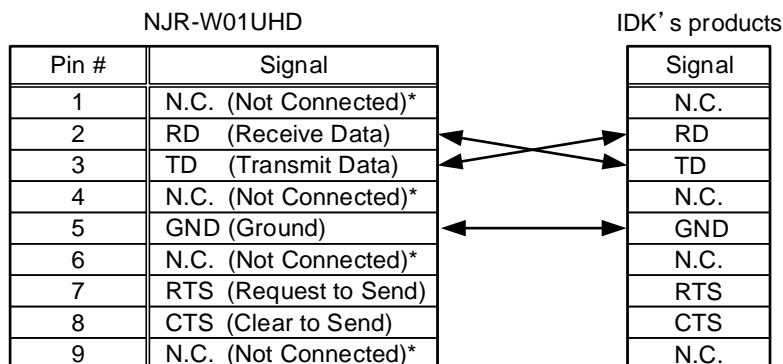 NJR-W01UHD IDK’s products
Pin # Signal Signal
1 N.C. (Not Connected)* N.C.
2 RD (Receive Data) RD
3 TD (Transmit Data) TD
4 N.C. (Not Connected)* N.C.
5 GND (Ground) GND
6 N.C. (Not Connected)* N.C.
7 RTS (Request to Send) RTS
8 CTS (Clear to Send) CTS
9 N.C. (Not Connected)* N.C.